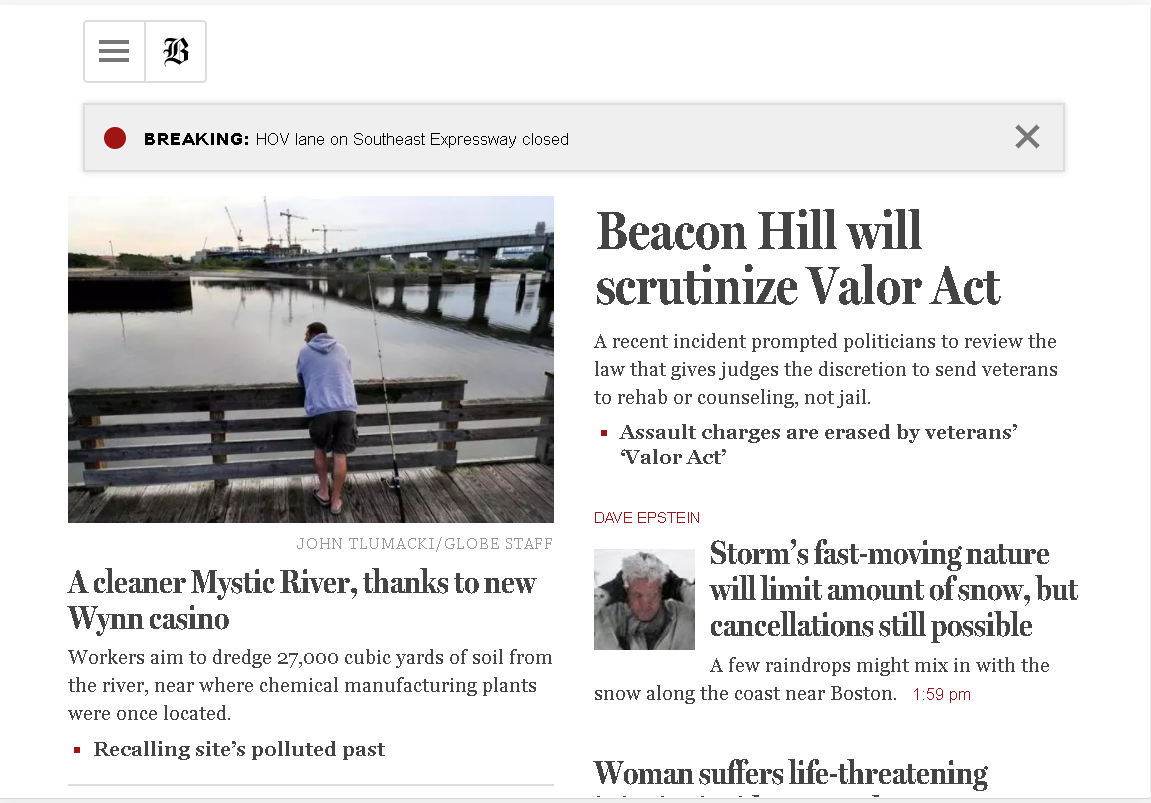 B
BREAKING: HOV lane on Southeast Expressway closed
JOHN TLUMACKI/GLOBE STAFF
A cleaner Mystic River, thanks to new
Wynn casino
Workers aim to dredge 27,000 cubic yards of soil from
the river, near where chemical manufacturing plants
were once located.
Recalling site's polluted past
Beacon Hill will
scrutinize Valor Act
A recent incident prompted politicians to review the
law that gives judges the discretion to send veterans
to rehab or counseling, not jail.
Assault charges are erased by veterans’
‘Valor Act’
DAVE EPSTEIN
Storm’s fast-moving nature
will limit amount of snow, but
cancellations still possible
A few raindrops might mix in with the
snow along the coast near Boston. 1:59 pm
Woman suffers life-threatening